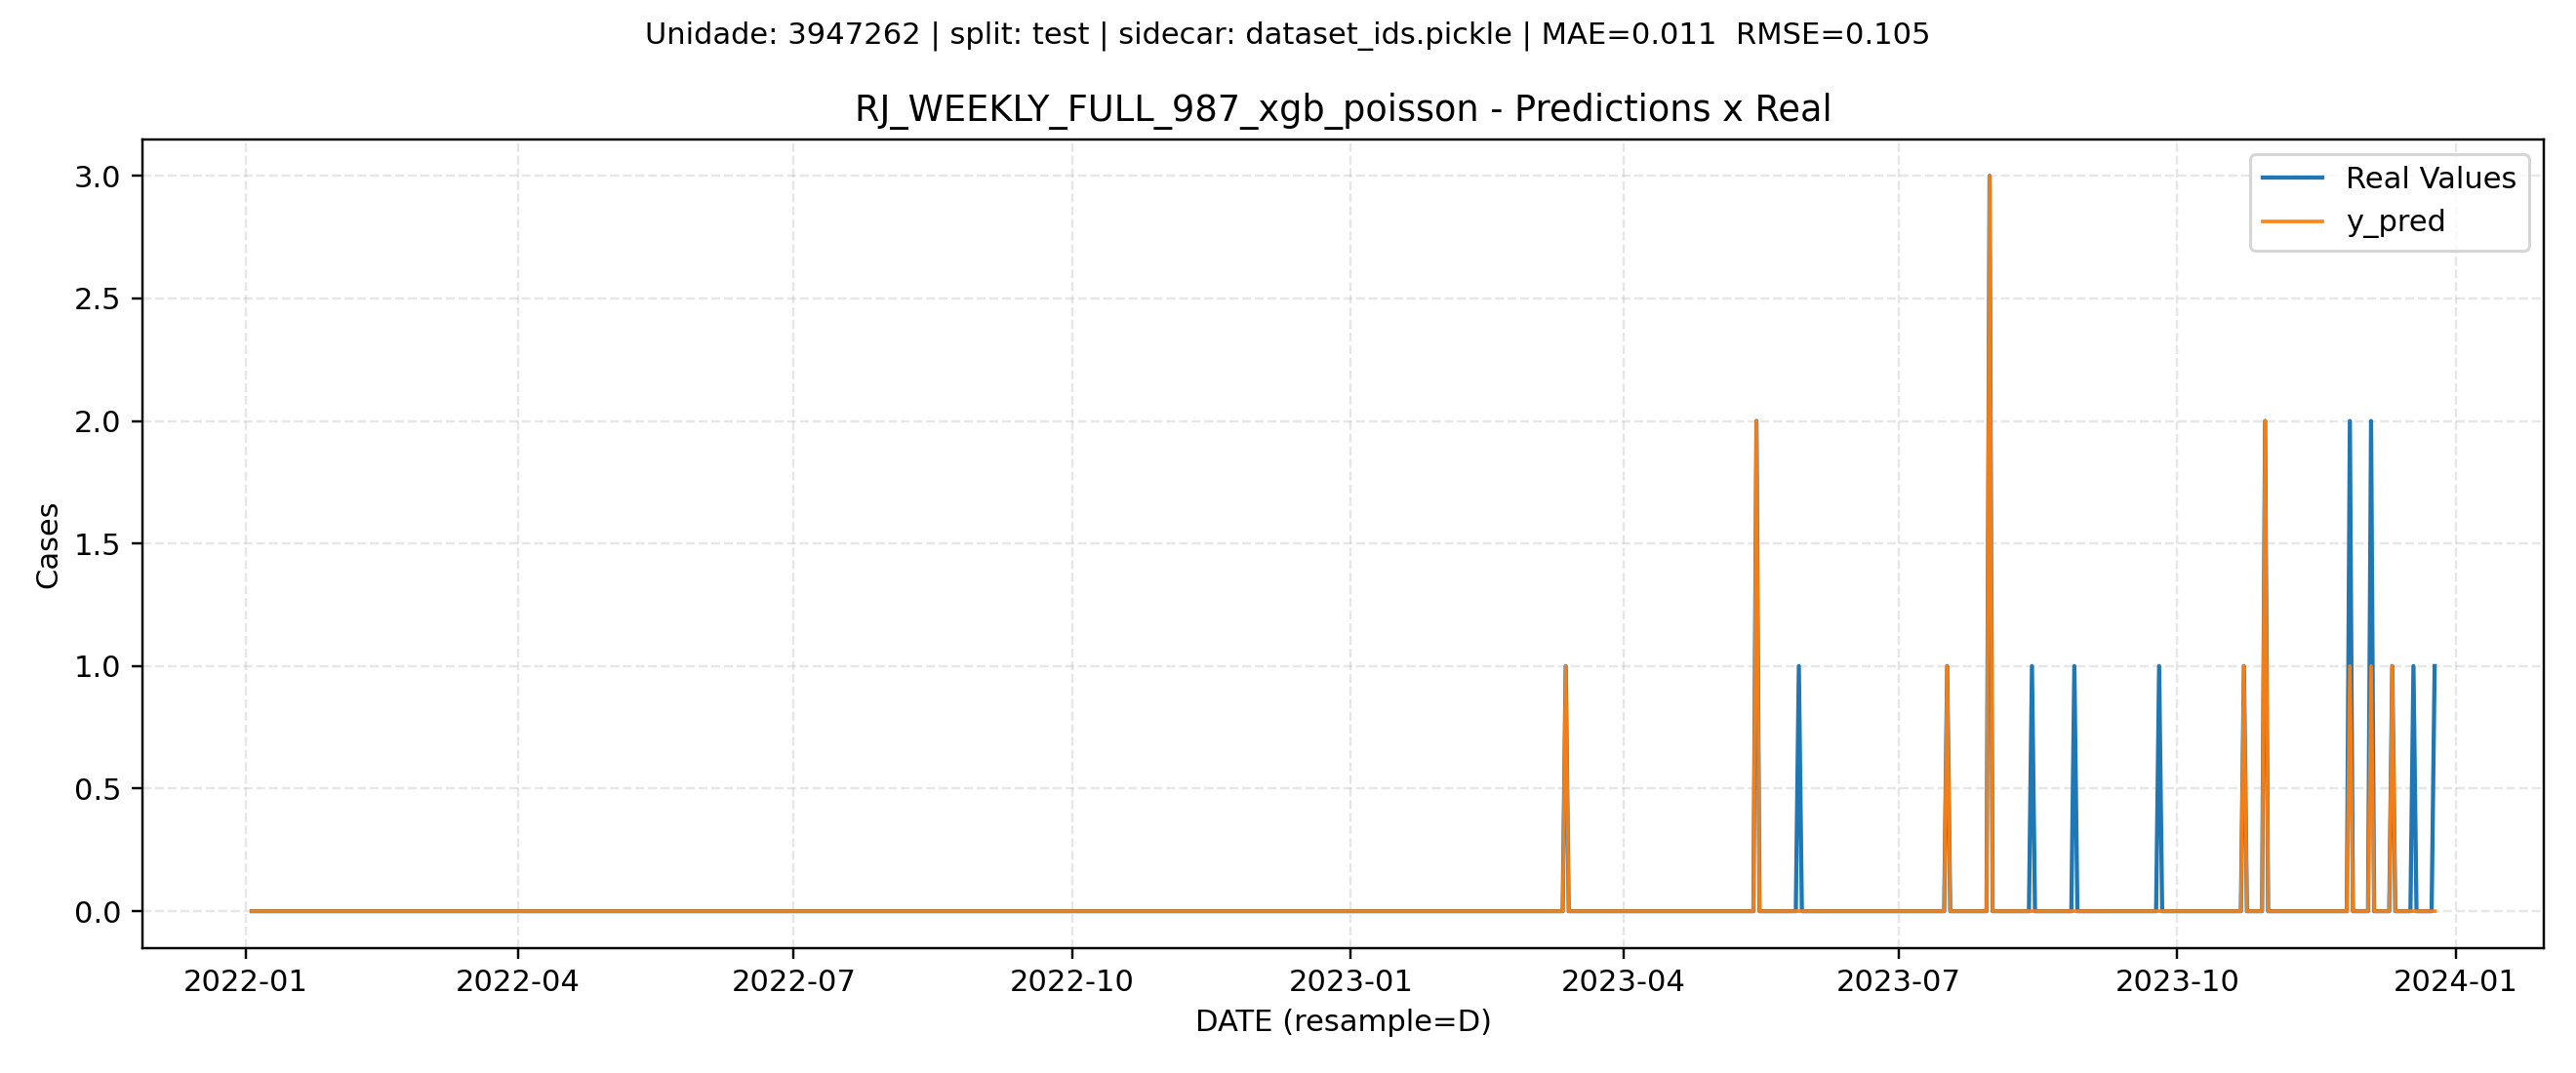 Unidade: 3947262 | split: test | sidecar: dataset_ids.pickle | MAE=0.011  RMSE=0.105
RJ_WEEKLY_FULL_987_xgb_poisson - Predictions x Real
Real Values
y_pred
Cases
3.0
2.5
2.0
1.5
1.0
0.5
0.0
2022-01 2022-04 2022-07 2022-10 2023-01 2023-04 2023-07 2023-10 2024-01
DATE (resample=D)